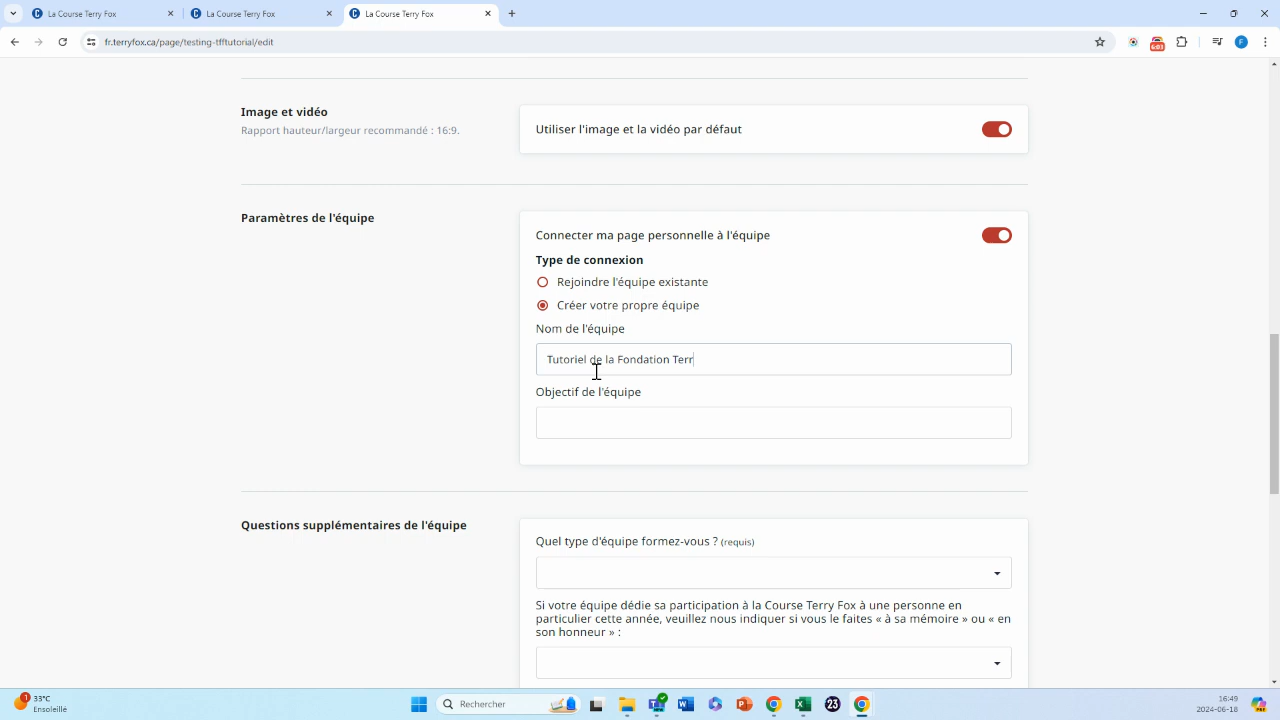 La Course Terry Fox
La Course Terry Fox
La Course Terry Fox
fr.terryfox.ca/page/testing-tfftutorial/edit
6:03
F
Image et vidéo
Rapport hauteur/largeur recommandé : 16:9.
Utiliser l'image et la vidéo par défaut
Paramètres de l'équipe
Connecter ma page personnelle à l'équipe
Type de connexion
Rejoindre l'équipe existante
Créer votre propre équipe
Nom de l'équipe
Tutoriel de la Fondation Terr
Objectif de l'équipe
Questions supplémentaires de l'équipe
Quel type d'équipe formez-vous ? (requis)
Si votre équipe dédie sa participation à la Course Terry Fox à une personne en
particulier cette année, veuillez nous indiquer si vous le faites « à sa mémoire » ou « en
son honneur » :
1
33°C
Ensoleillé
Rechercher
23
16:49
2024-06-18